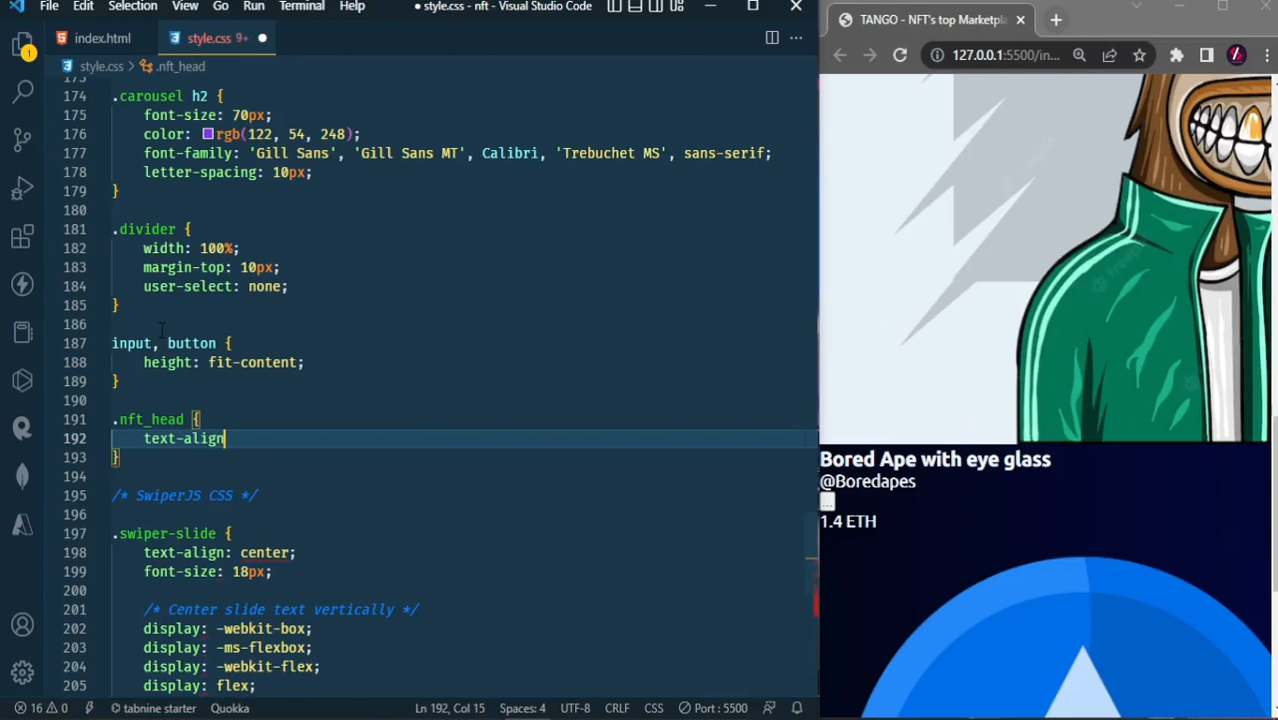 File Edit Selection View Go Run Terminal Help ● style.css - nft - Visual Studio Code
TANGO - NFT's top Marketpla
index.html style.css 9+
127.0.0.1:5500/in...
style.css > .nft_head
1
173
174 .carousel h2 {
175 font-size: 70px;
176 color: rgb(122, 54, 248);
177 font-family: 'Gill Sans', 'Gill Sans MT', Calibri, 'Trebuchet MS', sans-serif;
178 letter-spacing: 10px;
179 }
180
181 .divider {
182 width: 100%;
183 margin-top: 10px;
184 user-select: none;
185 }
186
187 input, button {
188 height: fit-content;
189 }
190
191 .nft_head {
192 text-align
193 }
194
195 /* SwiperJS CSS */
196
197 .swiper-slide {
198 text-align: center;
199 font-size: 18px;
200
201 /* Center slide text vertically */
202 display: -webkit-box;
203 display: -ms-flexbox;
204 display: -webkit-flex;
205 display: flex;
Bored Ape with eye glass
@Boredapes
...
1.4 ETH
16 0 tabnine starter Quokka Ln 192, Col 15 Spaces: 4 UTF-8 CRLF CSS Port : 5500